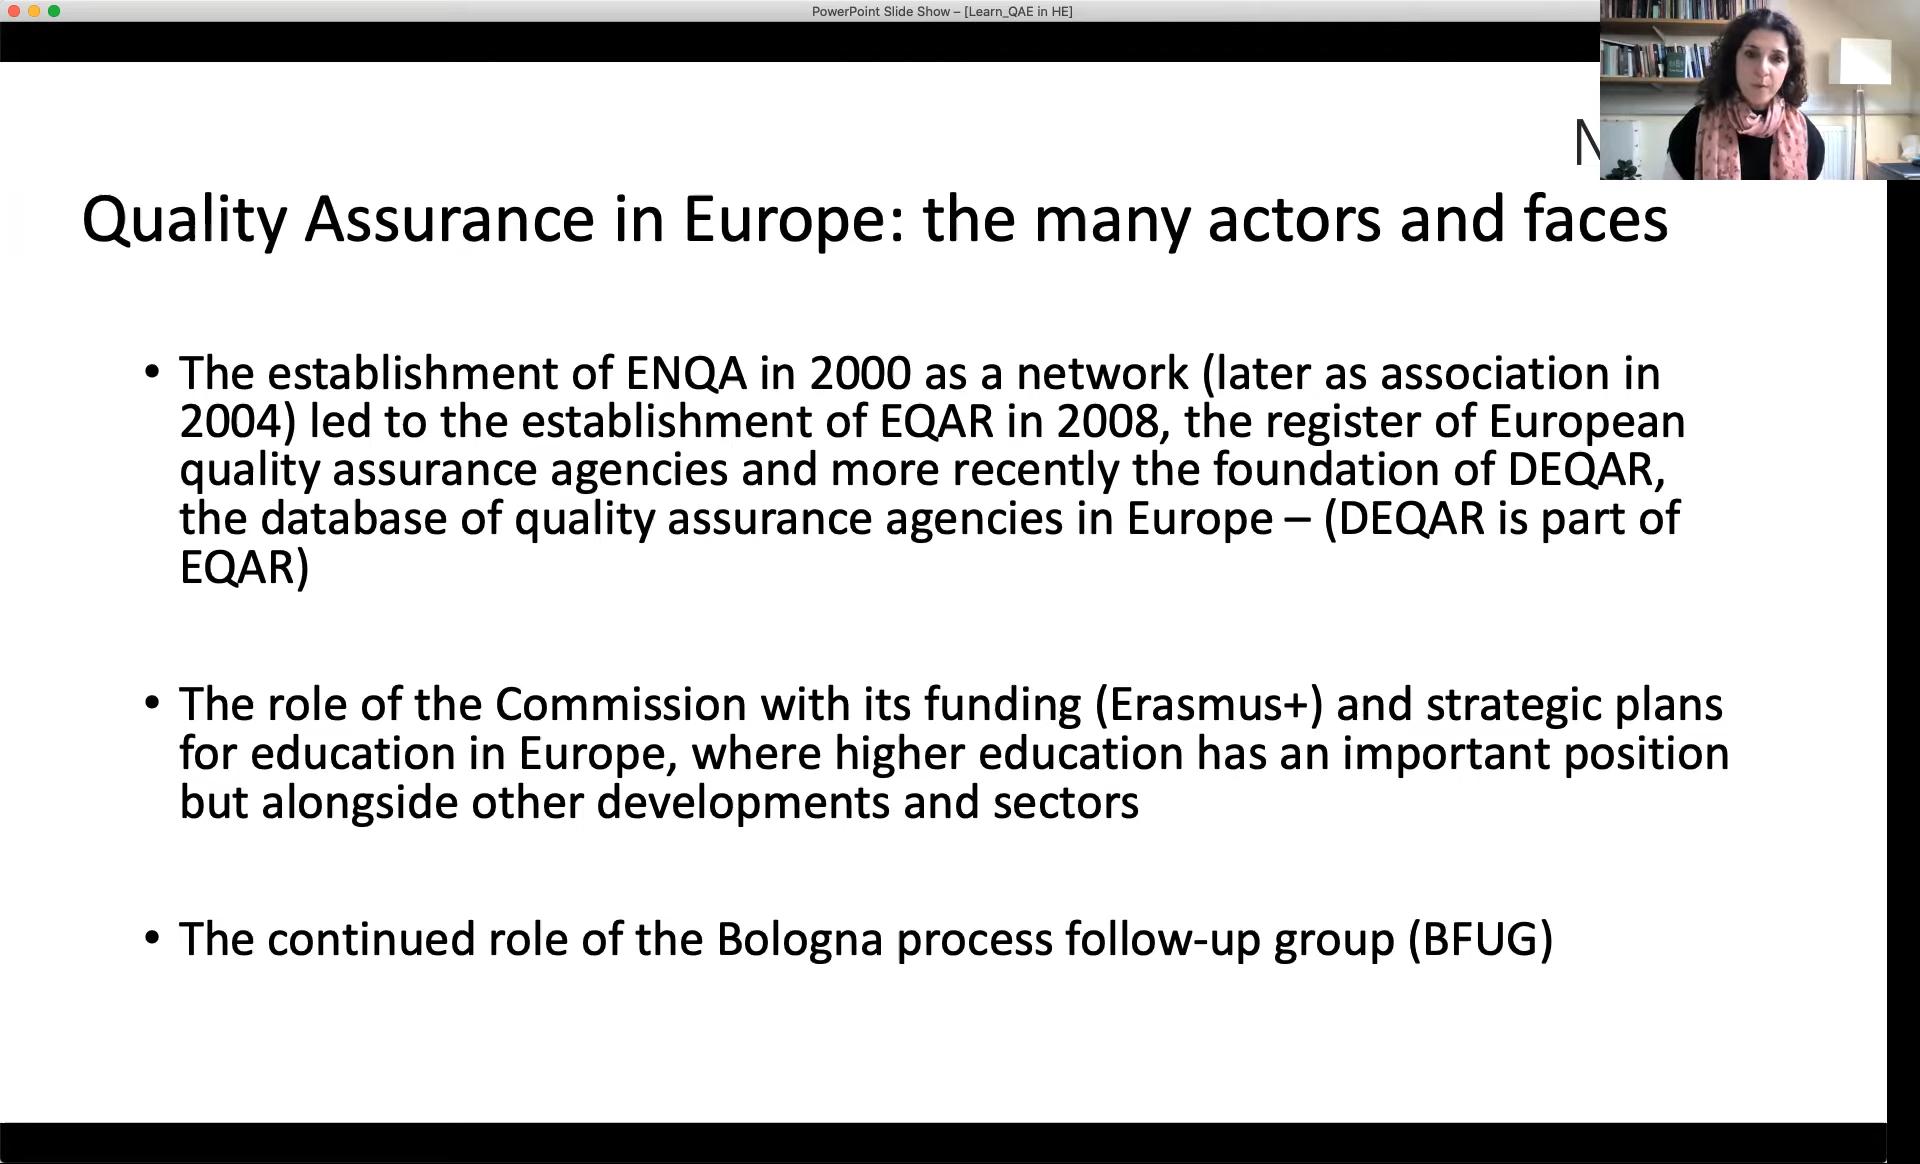 PowerPoint Slide Show – [Learn_QAE in HE]
N
Quality Assurance in Europe: the many actors and faces
• The establishment of ENQA in 2000 as a network (later as association in
2004) led to the establishment of EQAR in 2008, the register of European
quality assurance agencies and more recently the foundation of DEQAR,
the database of quality assurance agencies in Europe – (DEQAR is part of
EQAR)
• The role of the Commission with its funding (Erasmus+) and strategic plans
for education in Europe, where higher education has an important position
but alongside other developments and sectors
• The continued role of the Bologna process follow-up group (BFUG)